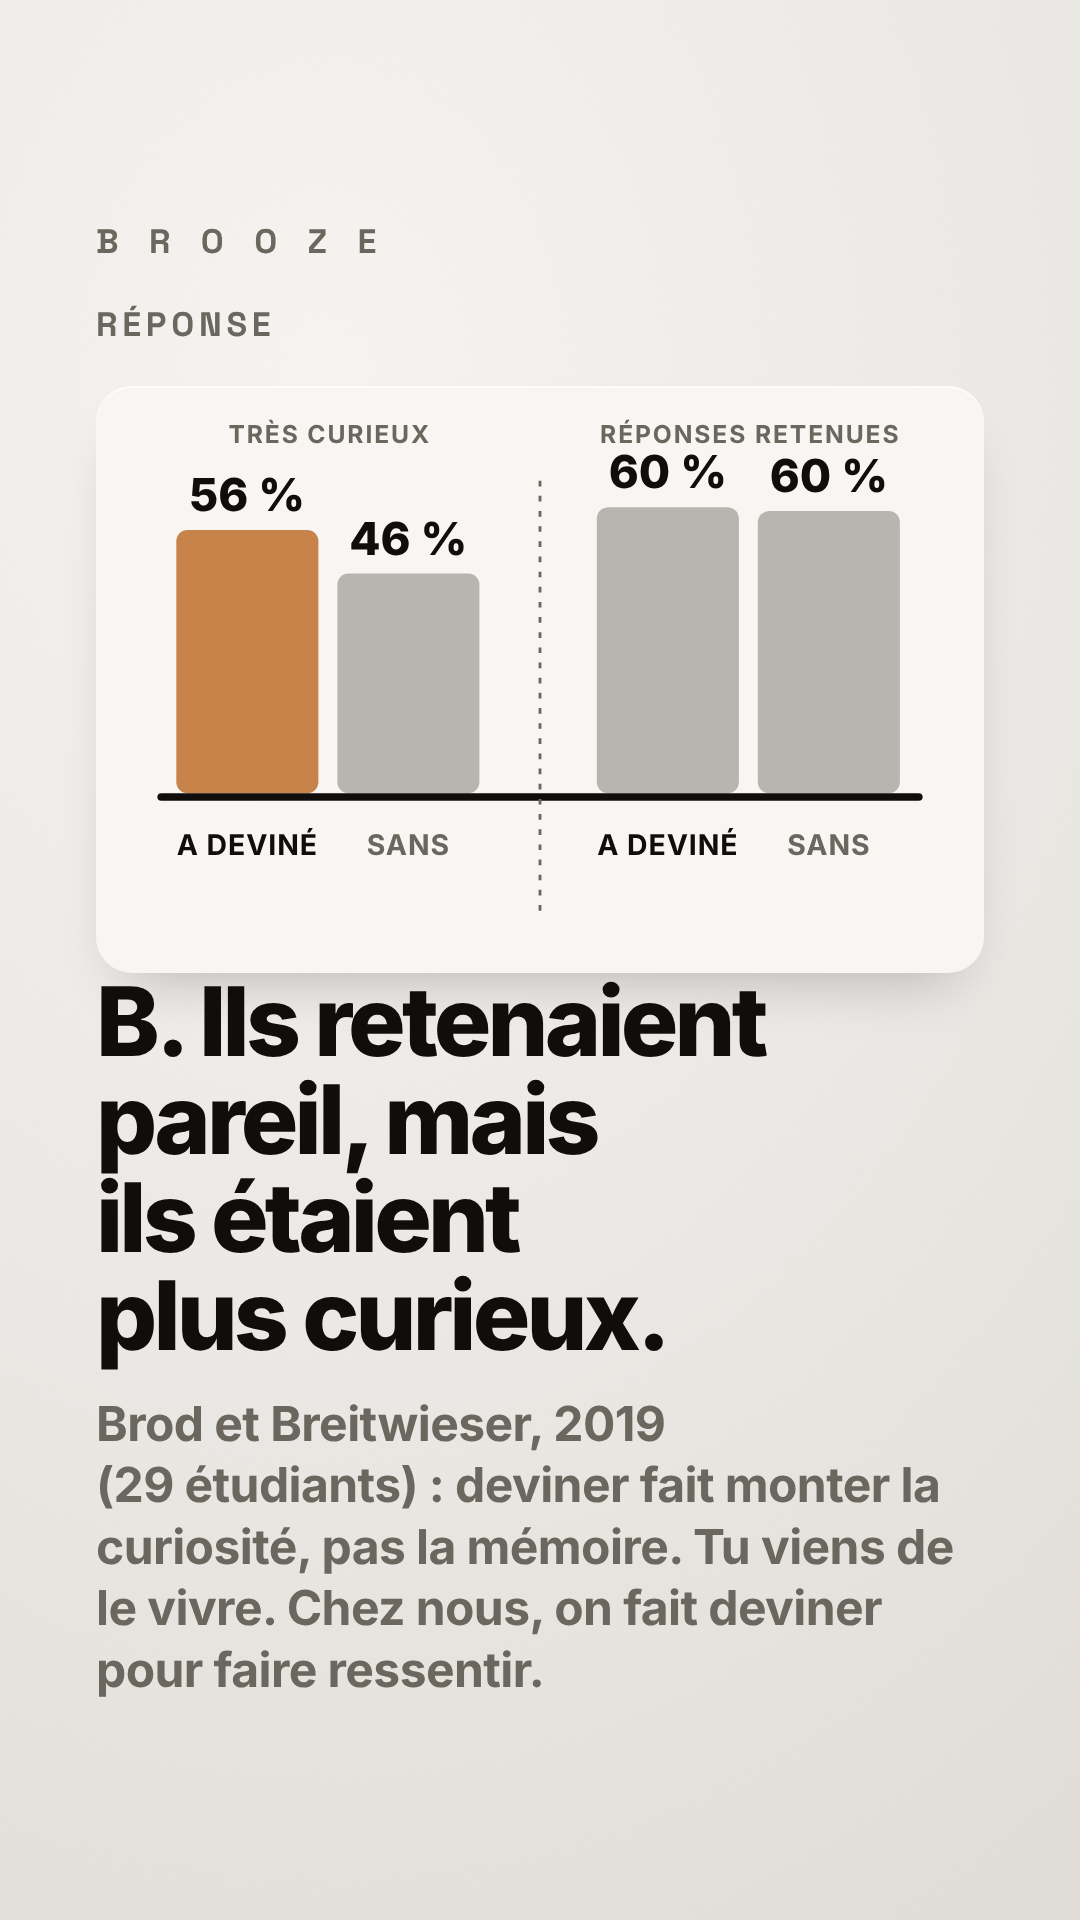 BROOZE
RÉPONSE
TRÈS CURIEUX
56 %
46 %
A DEVINÉ
SANS
RÉPONSES RETENUES
60 %
60 %
A DEVINÉ
SANS
B. Ils retenaient
pareil, mais
ils étaient
plus curieux.
Brod et Breitwieser, 2019
(29 étudiants) : deviner fait monter la
curiosité, pas la mémoire. Tu viens de
le vivre. Chez nous, on fait deviner
pour faire ressentir.